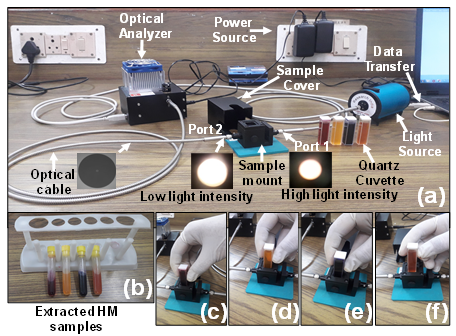 Optical
Analyzer
Power
Source
Sample
Cover
Data
Transfer
Port 2
Port 1
Optical
cable
Sample
mount
Quartz
Cuvette
Light
Source
Low light intensity
High light intensity
(a)
(b)
Extracted HM
samples
(c)
(d)
(e)
(f)